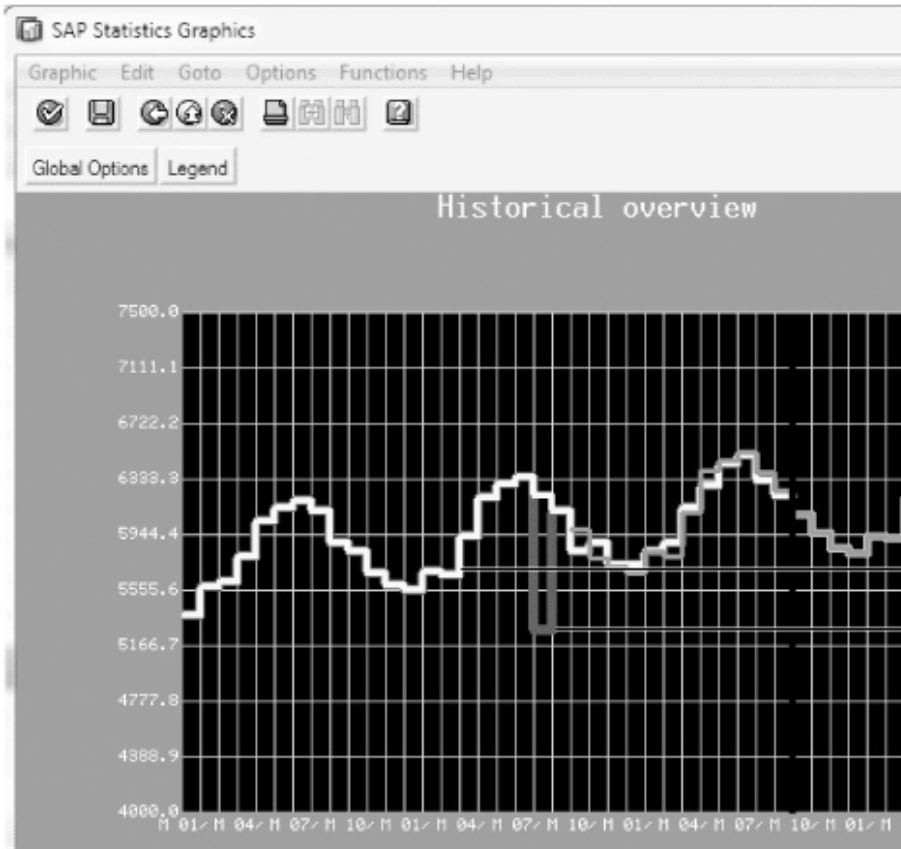 SAP Statistics Graphics
Graphic Edit Goto Options Functions Help
Global Options Legend
Historical overview
7500.0
7111.1
6722.2
6333.3
5944.4
5555.6
5166.7
4777.8
4388.9
4000.0
M 01/ M 04/ M 07/ M 10/ M 01/ M 04/ M 07/ M 10/ M 01/ M 04/ M 07/ M 10/ M 01/ M